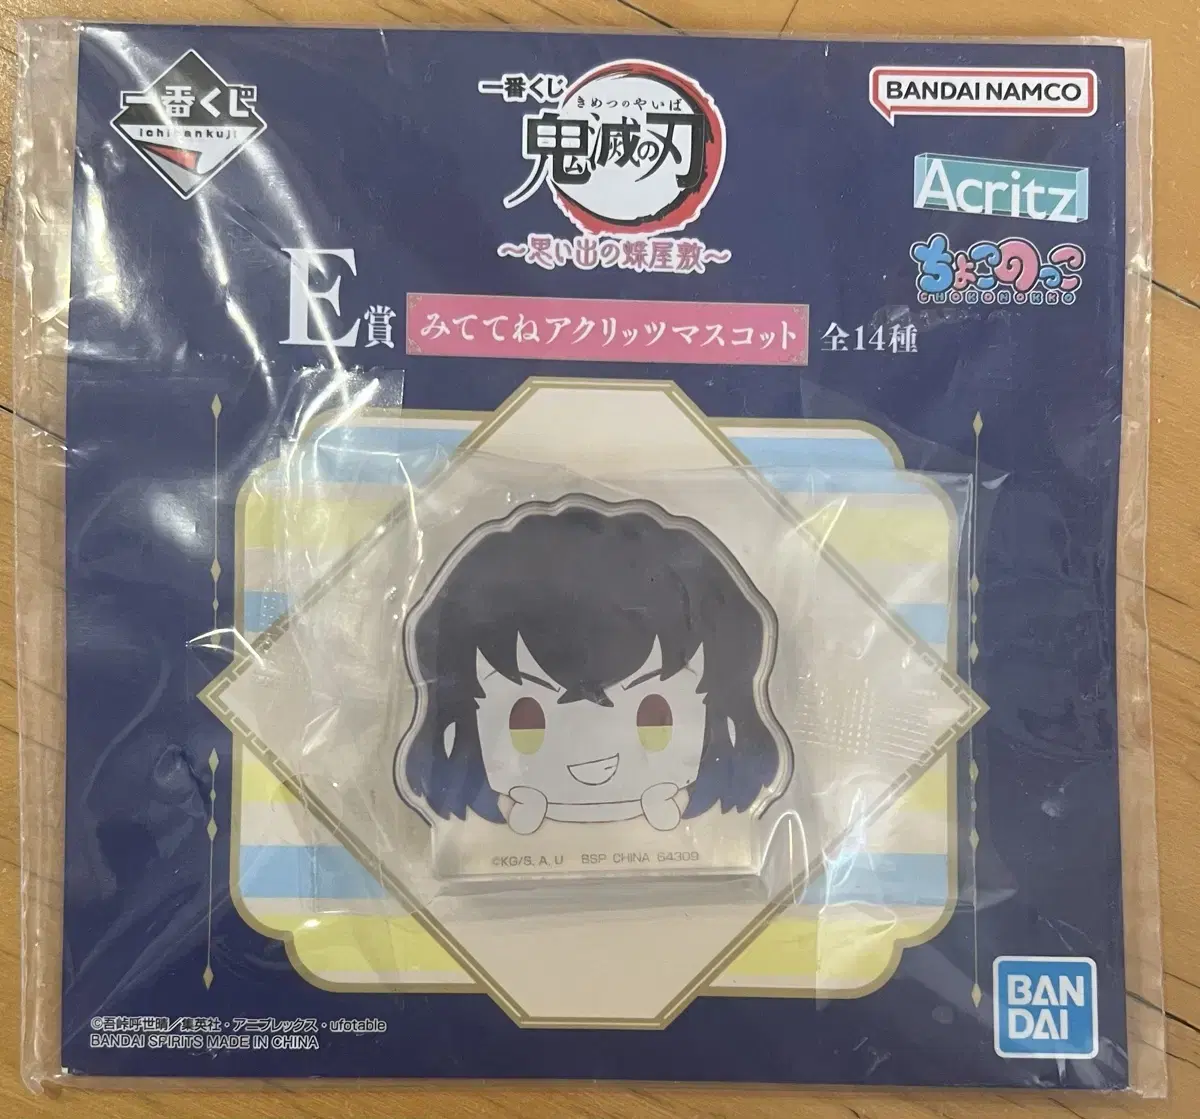 一番くじ
ichibankuji
一番くじ
きめつのやいば
鬼滅の刃
〜思い出の蝶屋敷〜
BANDAI NAMCO
Acritz
ちょこのっこ
CHOKONOKKO
E賞 みててねアクリッツマスコット 全14種
©KG/S, A, U BSP CHINA 64309
BAN
DAI
©吾峠呼世晴／集英社・アニプレックス・ufotable
BANDAI SPIRITS MADE IN CHINA